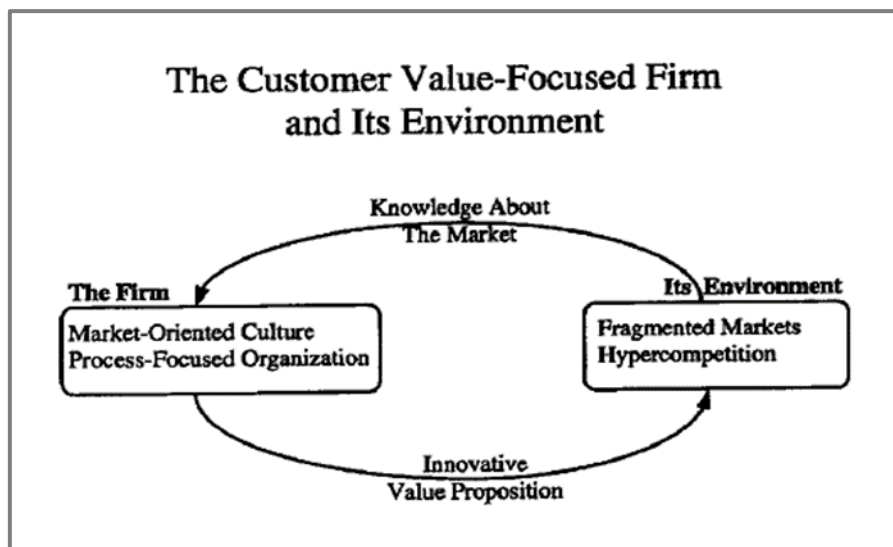 The Customer Value-Focused Firm
and Its Environment
Knowledge About
The Market
The Firm
Market-Oriented Culture
Process-Focused Organization
Its Environment
Fragmented Markets
Hypercompetition
Innovative
Value Proposition